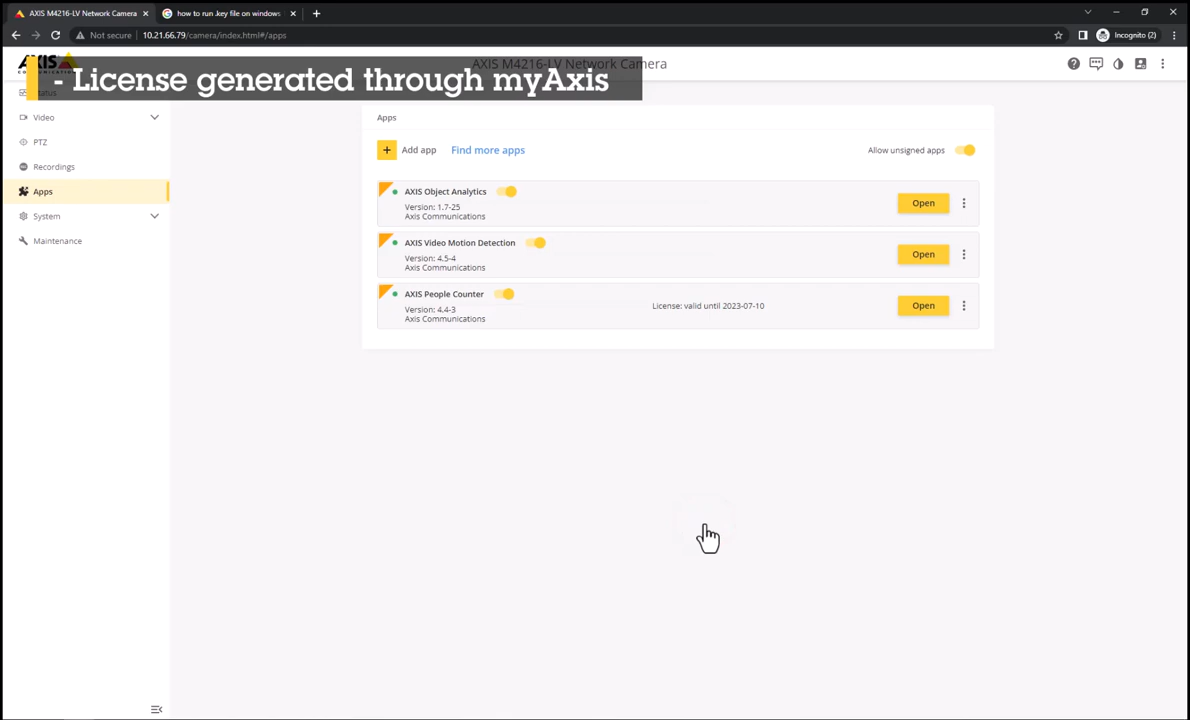 AXIS M4216-LV Network Camera
how to run .key file on windows
Not secure
10.21.66.79/camera/index.html#/apps
Incognito (2)
AXIS
COMMUNICATIONS
AXIS M4216-LV Network Camera
- License generated through myAxis
Status
Video
PTZ
Recordings
Apps
System
Maintenance
Apps
+ Add app
Find more apps
Allow unsigned apps
AXIS Object Analytics
Version: 1.7-25
Axis Communications
Open
AXIS Video Motion Detection
Version: 4.5-4
Axis Communications
Open
AXIS People Counter
Version: 4.4-3
Axis Communications
License: valid until 2023-07-10
Open